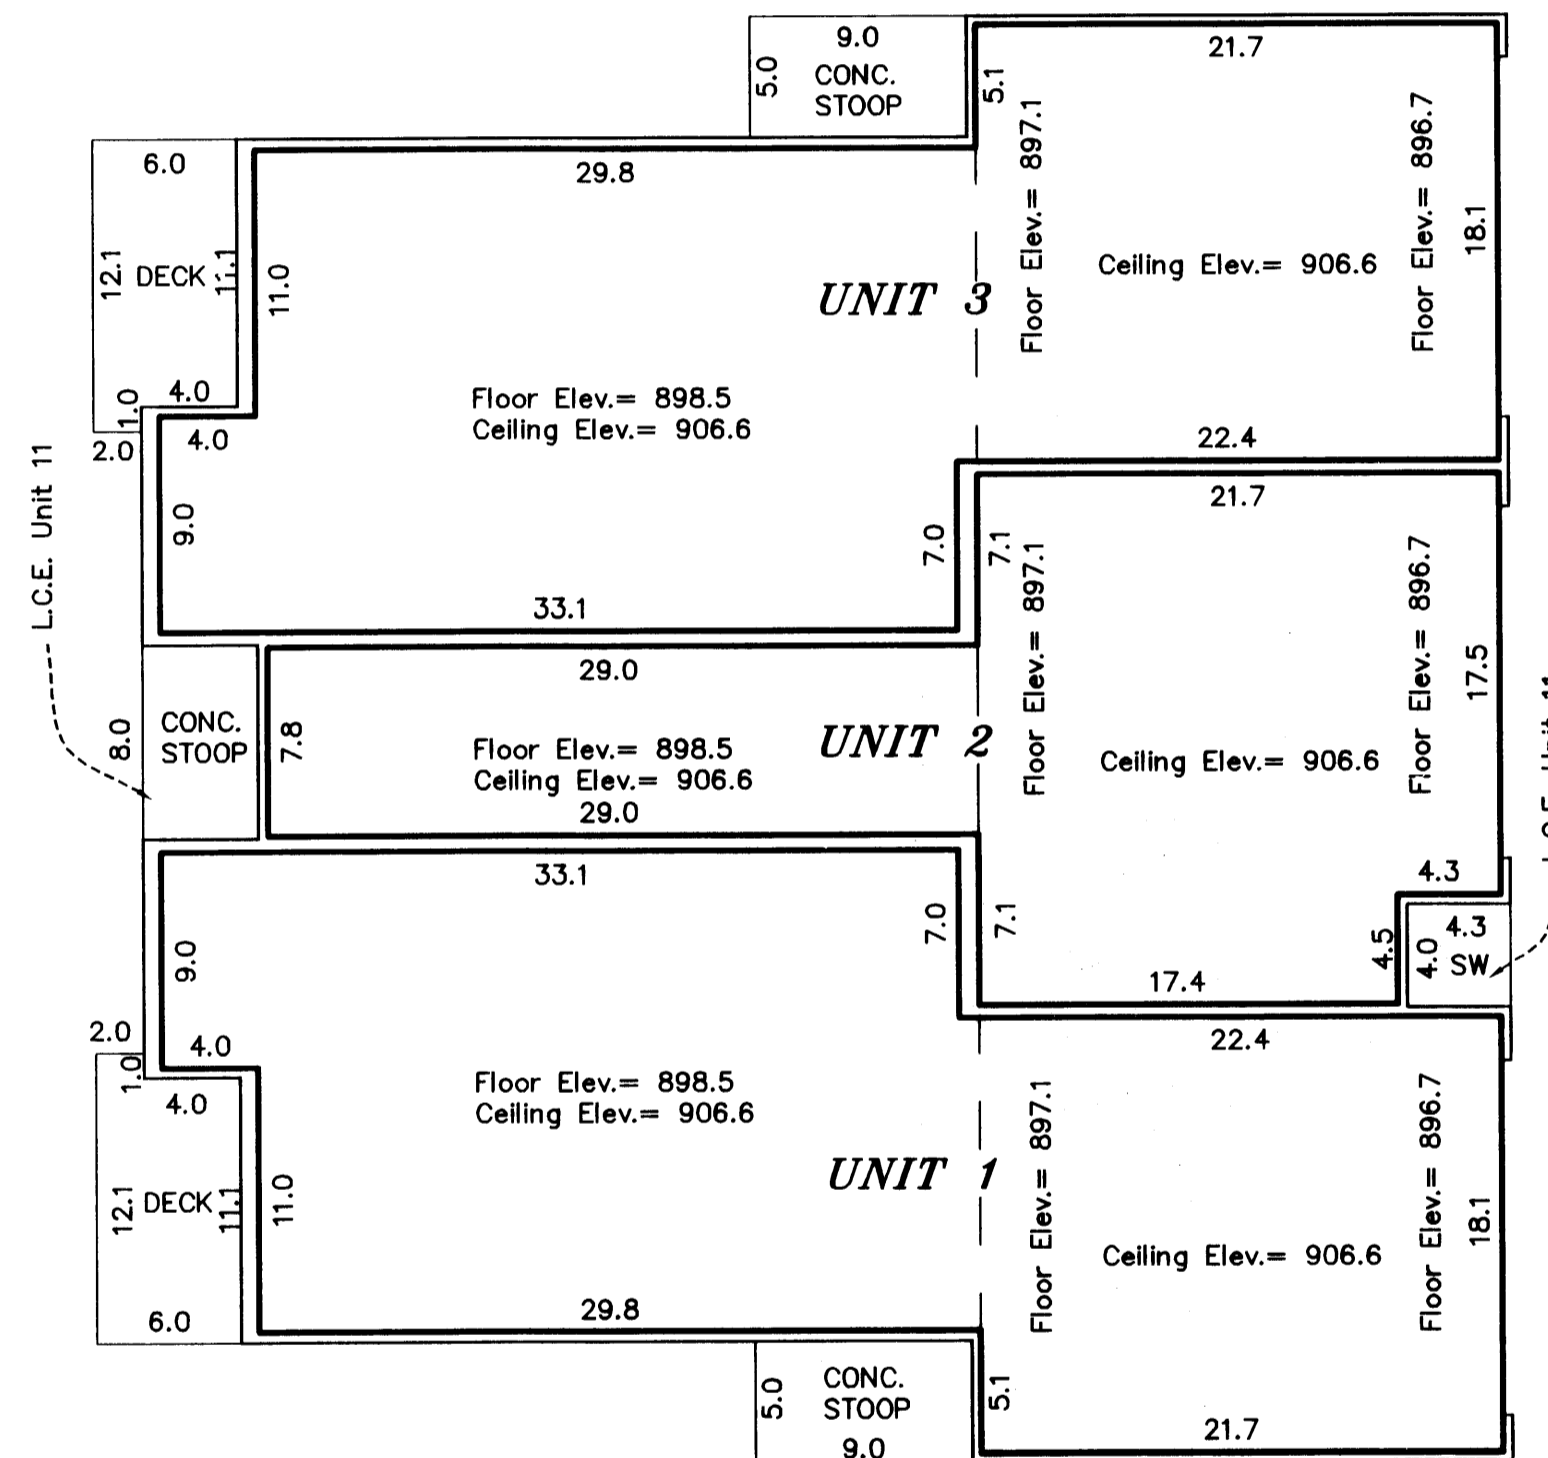 9.0
5.0
CONC.
STOOP
21.7
5.1
6.0
29.8
12.1
DECK
11.1
11.0
Floor Elev.= 897.1
Floor Elev.= 896.7
18.1
Ceiling Elev.= 906.6
UNIT 3
1.0
4.0
2.0
4.0
Floor Elev.= 898.5
Ceiling Elev.= 906.6
22.4
L.C.E. Unit 11
9.0
7.0
33.1
21.7
7.1
Floor Elev.= 897.1
Floor Elev.= 896.7
17.5
29.0
8.0
CONC.
STOOP
7.8
UNIT 2
Floor Elev.= 898.5
Ceiling Elev.= 906.6
29.0
Ceiling Elev.= 906.6
33.1
4.3
9.0
7.0
7.1
4.5
4.0
4.3
SW
17.4
2.0
1.0
4.0
4.0
22.4
Floor Elev.= 898.5
Ceiling Elev.= 906.6
Floor Elev.= 897.1
Floor Elev.= 896.7
UNIT 1
12.1
DECK
11.1
11.0
18.1
Ceiling Elev.= 906.6
6.0
29.8
5.0
CONC.
STOOP
9.0
5.1
21.7